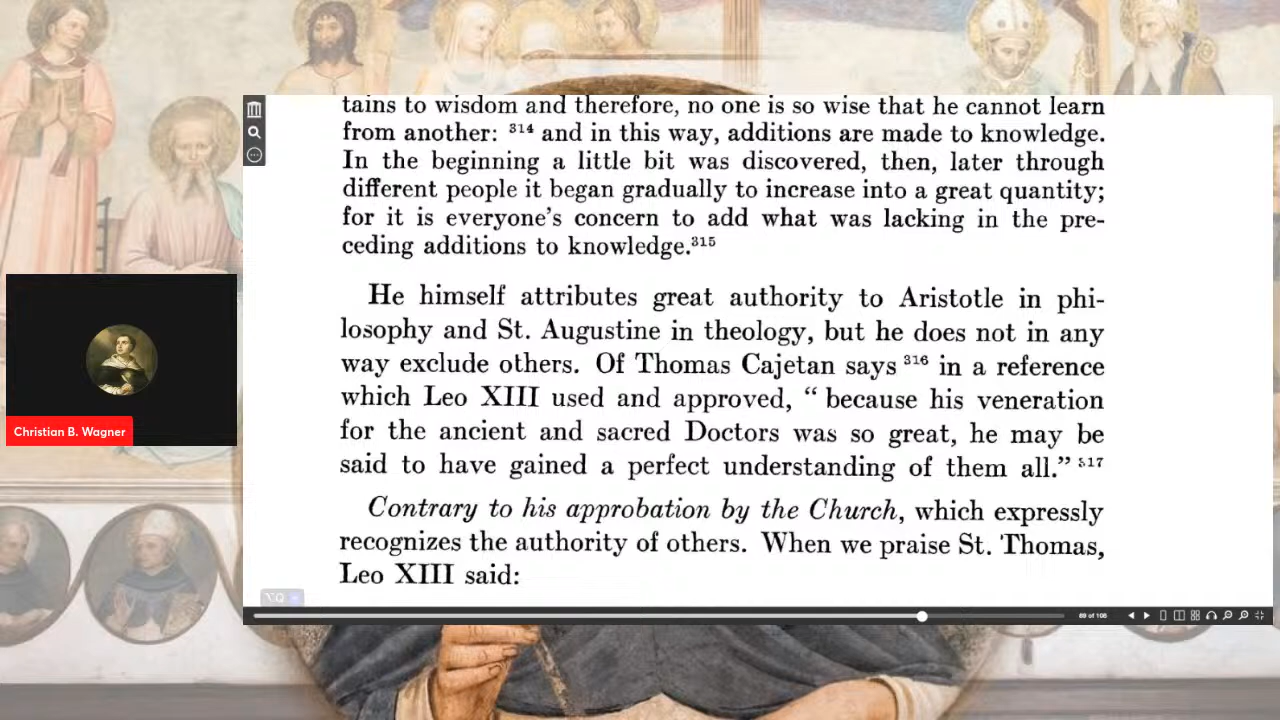 tains to wisdom and therefore, no one is so wise that he cannot learn
from another: ³¹⁴ and in this way, additions are made to knowledge.
In the beginning a little bit was discovered, then, later through
different people it began gradually to increase into a great quantity;
for it is everyone's concern to add what was lacking in the pre-
ceding additions to knowledge.³¹⁵
He himself attributes great authority to Aristotle in phi-
losophy and St. Augustine in theology, but he does not in any
way exclude others. Of Thomas Cajetan says ³¹⁶ in a reference
which Leo XIII used and approved, “ because his veneration
for the ancient and sacred Doctors was so great, he may be
said to have gained a perfect understanding of them all.” ³¹⁷
Contrary to his approbation by the Church, which expressly
recognizes the authority of others. When we praise St. Thomas,
Leo XIII said:
Christian B. Wagner
89 of 108